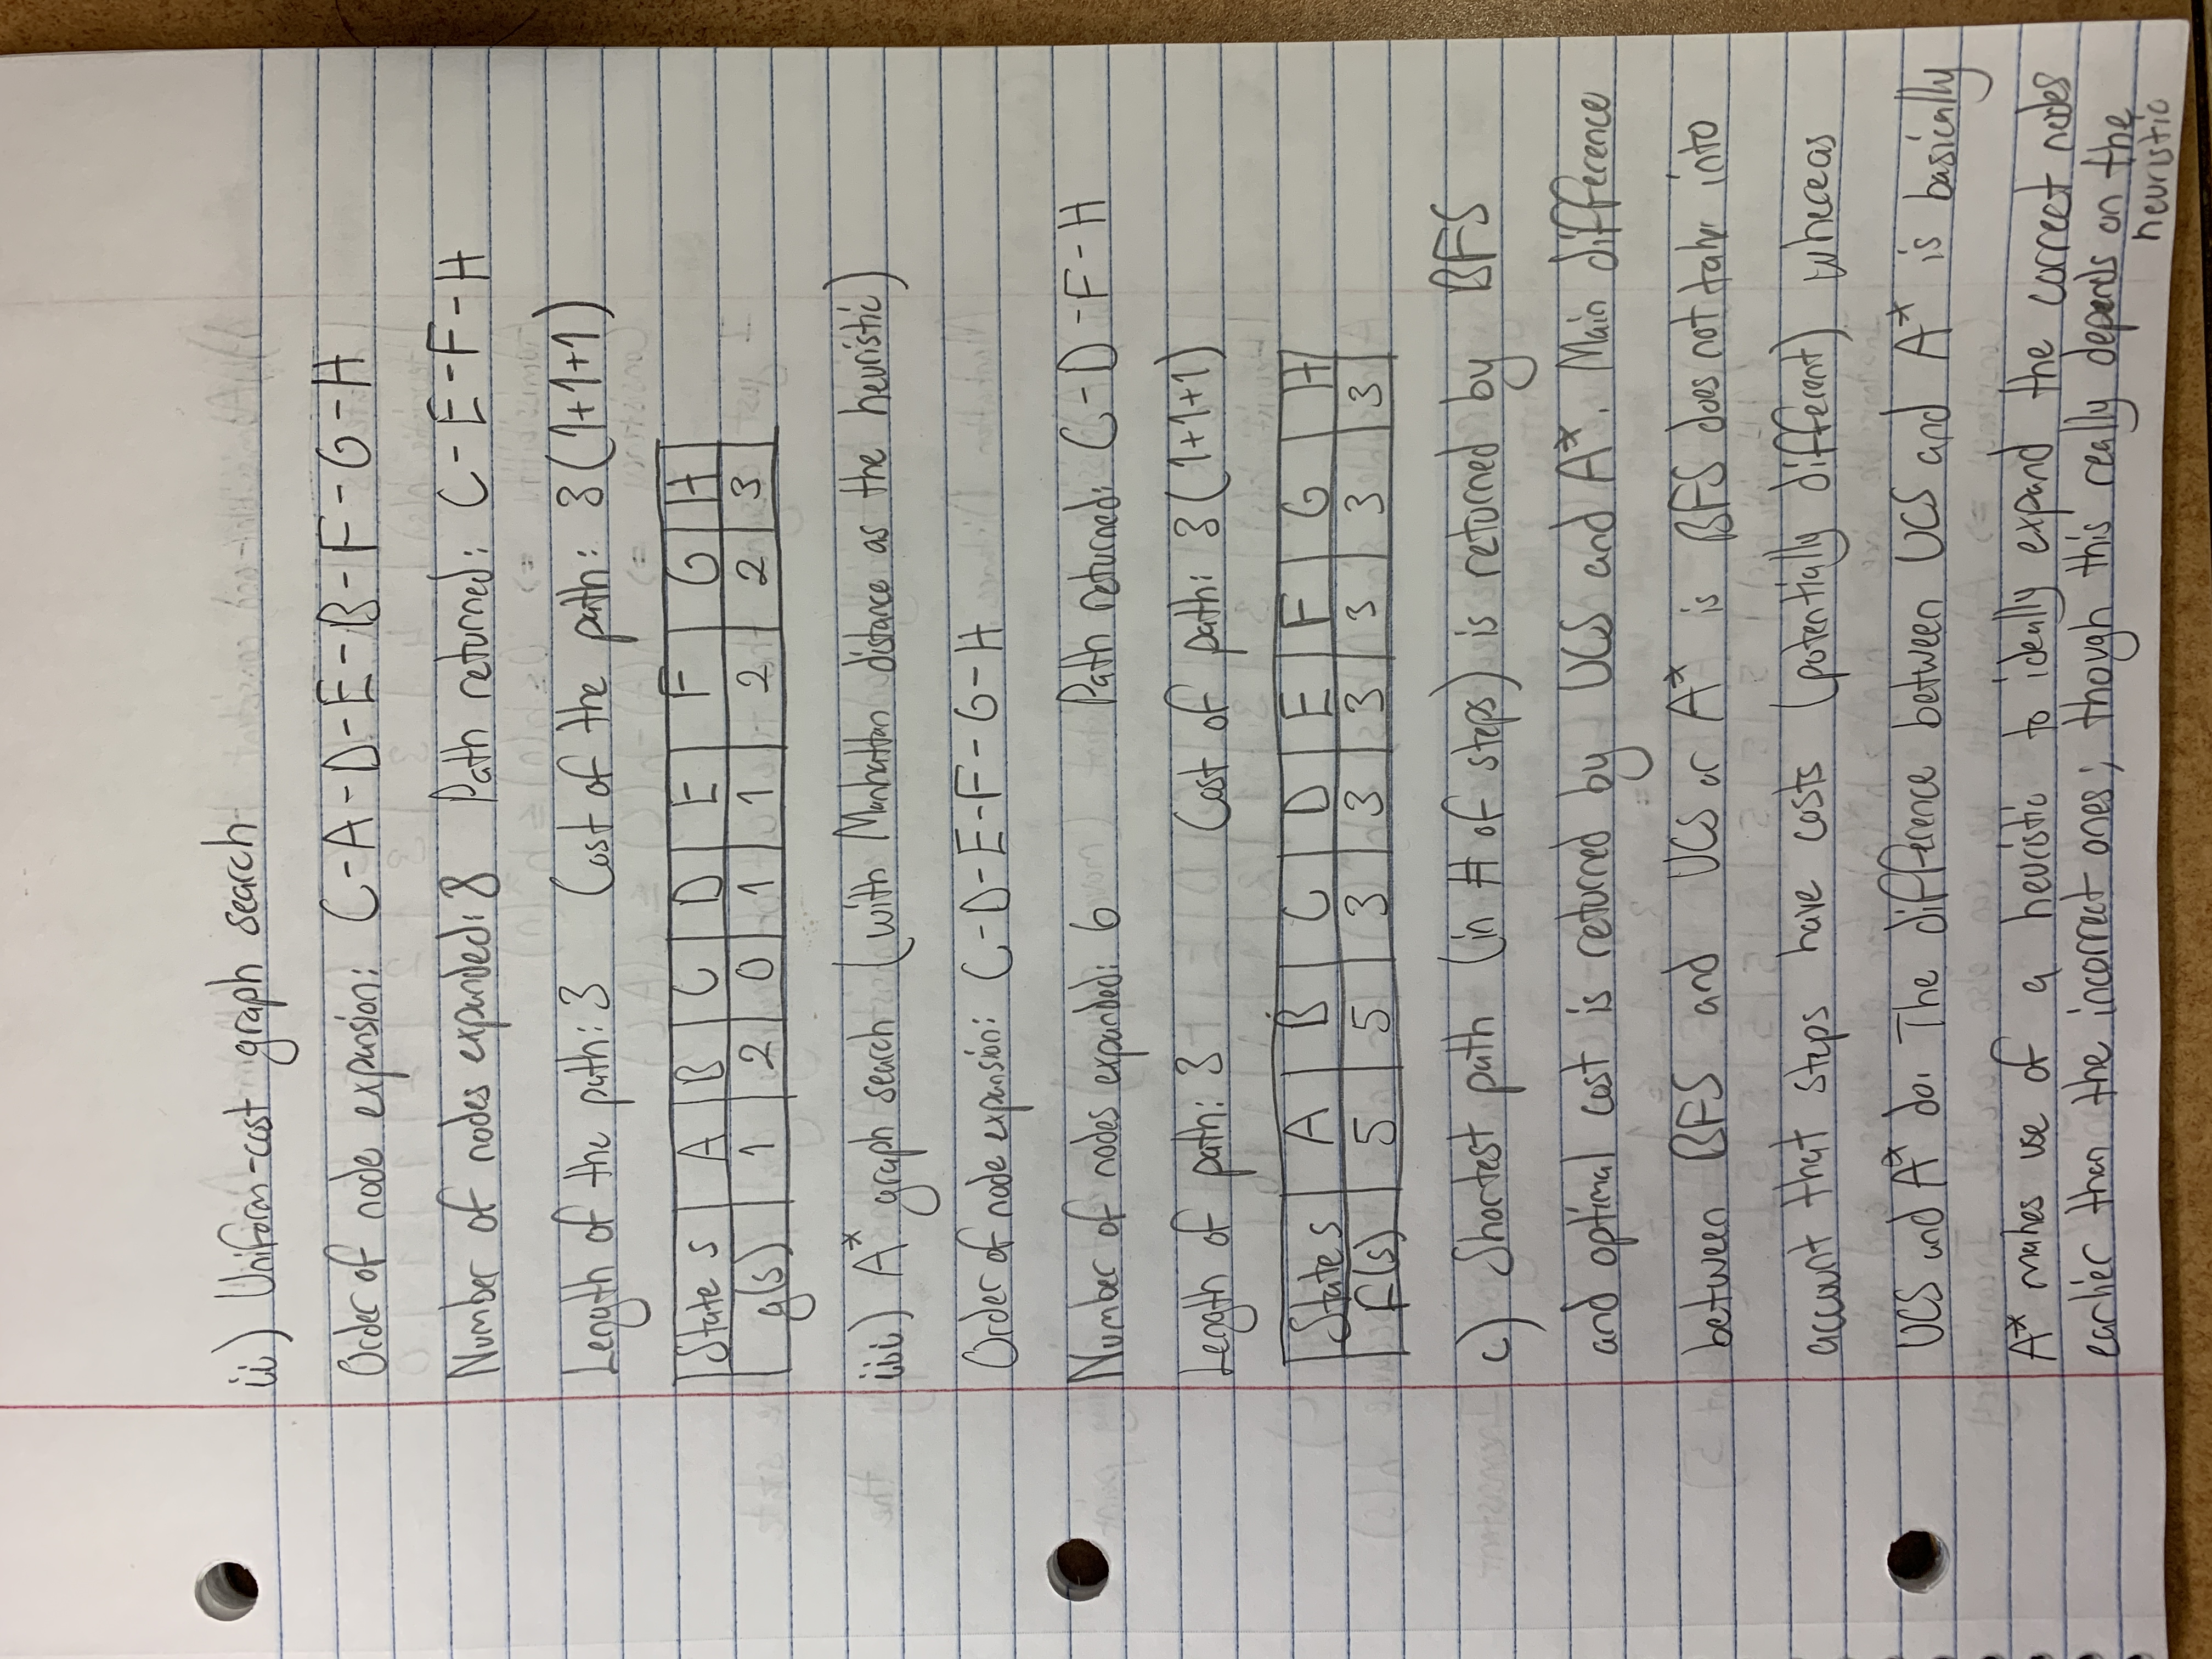 ii) Uniform-cost graph search
Order of node expansion: C-A-D-E-B-F-G-H
Number of nodes expanded: 8 Path returned: C-E-F-H
Length of the path: 3 Cost of the path: 3(1+1+1)
State s A B C D E F G H
g(s) 1 2 0 1 1 2 2 3
iii) A* graph search (with Manhattan distance as the heuristic)
Order of node expansion: C-D-E-F-G-H
Number of nodes expanded: 6 Path returned: C-D-F-H
Length of path: 3 Cost of path: 3(1+1+1)
State s A B C D E F G H
f(s) 5 5 3 3 3 3 3 3
c) Shortest path (in # of steps) is returned by BFS
and optimal cost is returned by UCS and A*. Main difference
between BFS and UCS or A* is BFS does not take into
account that steps have costs (potentially different) whereas
UCS and A* do. The difference between UCS and A* is basically
A* makes use of a heuristic to ideally expand the correct nodes
earlier than the incorrect ones; though this really depends on the
heuristic